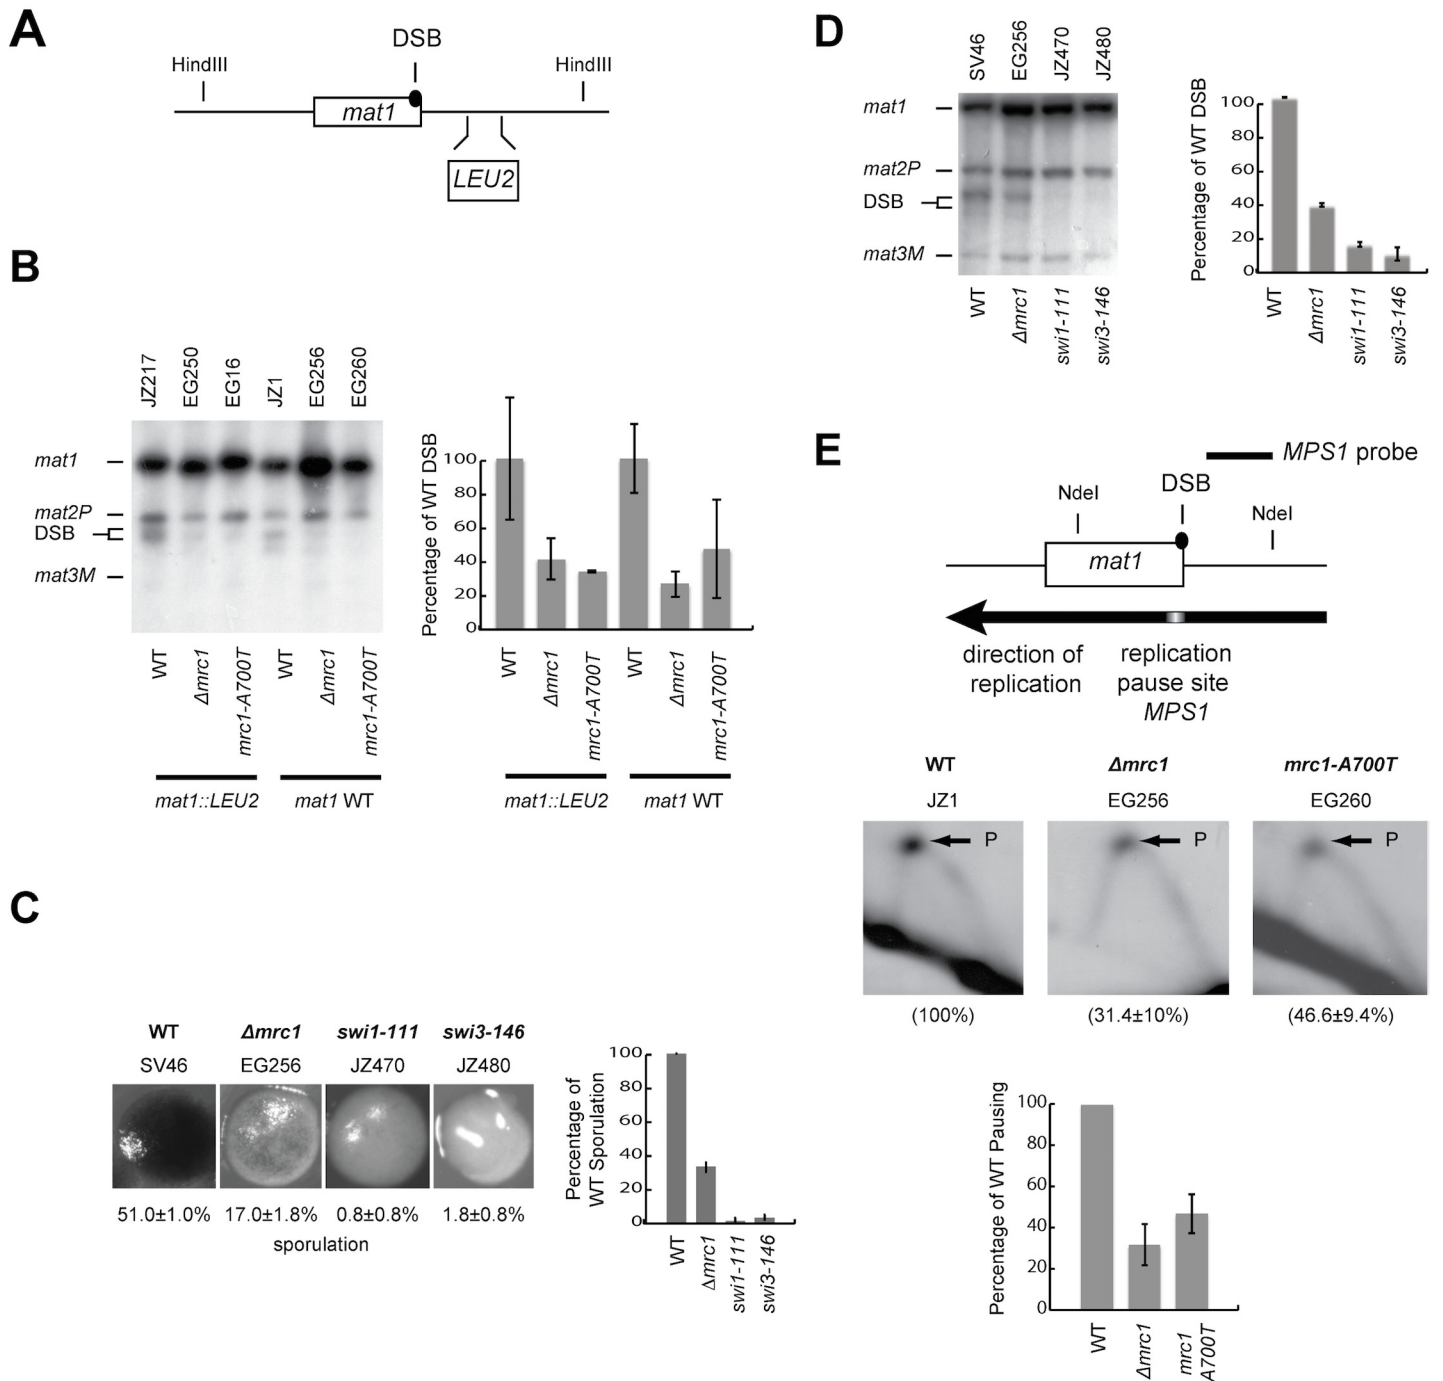 A
DSB
HindIII
HindIII
mat1
LEU2
B
JZ217
EG250
EG16
JZ1
EG256
EG260
mat1
mat2P
DSB
mat3M
WT
Δmrc1
mrc1-A700T
WT
Δmrc1
mrc1-A700T
mat1::LEU2
mat1 WT
Percentage of WT DSB
100
80
60
40
20
0
WT
Δmrc1
mrc1-A700T
WT
Δmrc1
mrc1-A700T
mat1::LEU2
mat1 WT
C
WT
Δmrc1
swi1-111
swi3-146
SV46
EG256
JZ470
JZ480
51.0±1.0%
17.0±1.8%
0.8±0.8%
1.8±0.8%
sporulation
Percentage of
WT Sporulation
100
80
60
40
20
0
WT
Δmrc1
swi1-111
swi3-146
D
SV46
EG256
JZ470
JZ480
mat1
mat2P
DSB
mat3M
WT
Δmrc1
swi1-111
swi3-146
Percentage of WT DSB
100
80
60
40
20
0
WT
Δmrc1
swi1-111
swi3-146
E
MPS1 probe
DSB
NdeI
NdeI
mat1
direction of
replication
replication
pause site
MPS1
WT
Δmrc1
mrc1-A700T
JZ1
EG256
EG260
P
P
P
(100%)
(31.4±10%)
(46.6±9.4%)
Percentage of WT Pausing
100
80
60
40
20
0
WT
Δmrc1
mrc1
A700T